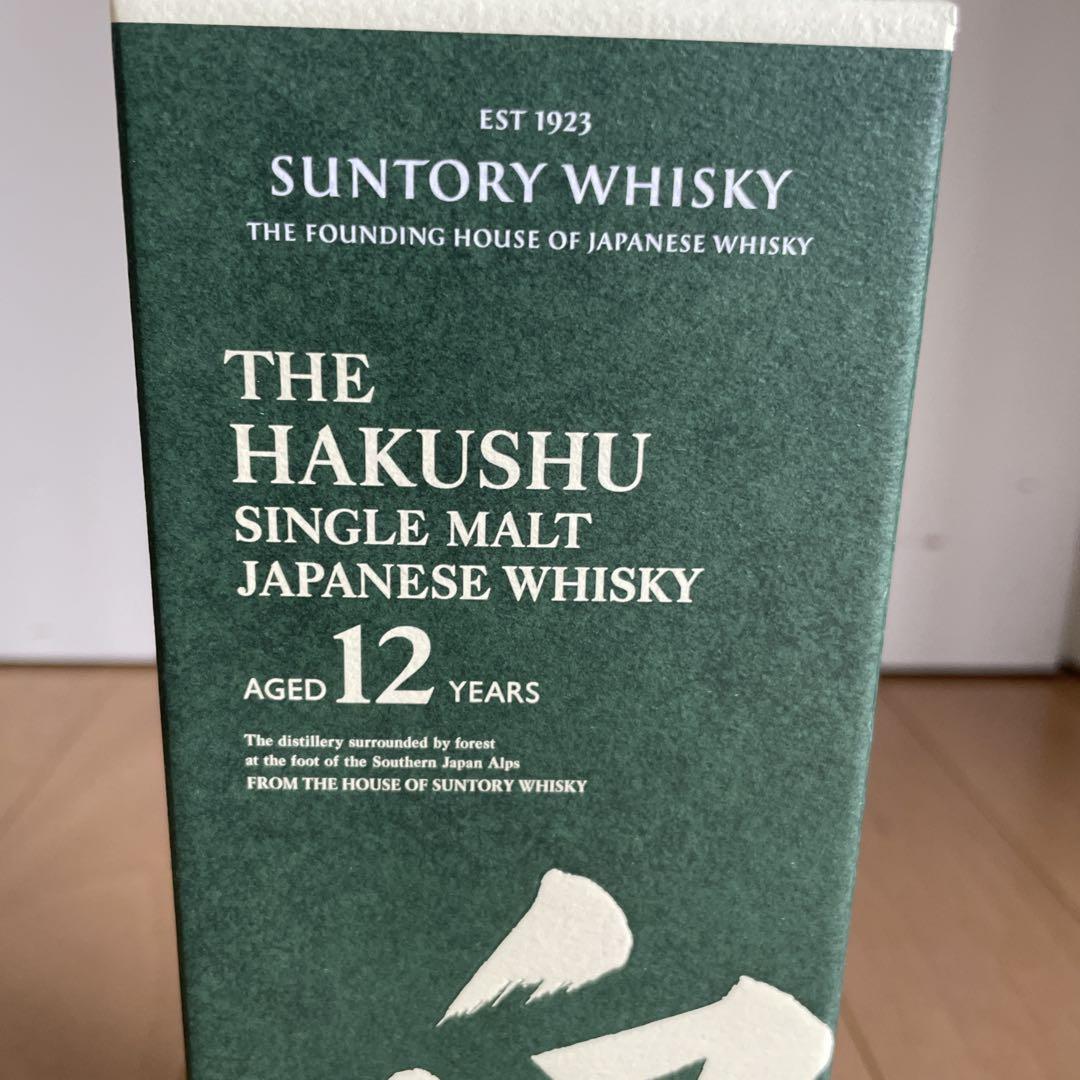 EST 1923
SUNTORY WHISKY
THE FOUNDING HOUSE OF JAPANESE WHISKY
THE
HAKUSHU
SINGLE MALT
JAPANESE WHISKY
AGED 12 YEARS
The distillery surrounded by forest
at the foot of the Southern Japan Alps
FROM THE HOUSE OF SUNTORY WHISKY